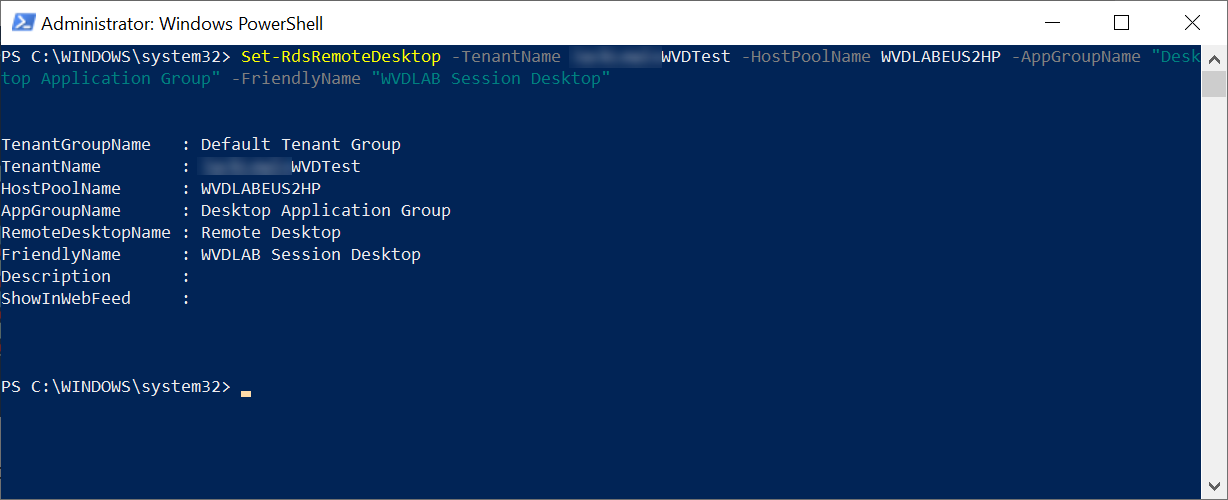 Administrator: Windows PowerShell
PS C:\WINDOWS\system32> Set-RdsRemoteDesktop -TenantName WVDTest -HostPoolName WVDLABEUS2HP -AppGroupName "Desk
top Application Group" -FriendlyName "WVDLAB Session Desktop"
TenantGroupName : Default Tenant Group
TenantName : WVDTest
HostPoolName : WVDLABEUS2HP
AppGroupName : Desktop Application Group
RemoteDesktopName : Remote Desktop
FriendlyName : WVDLAB Session Desktop
Description :
ShowInWebFeed :
PS C:\WINDOWS\system32>